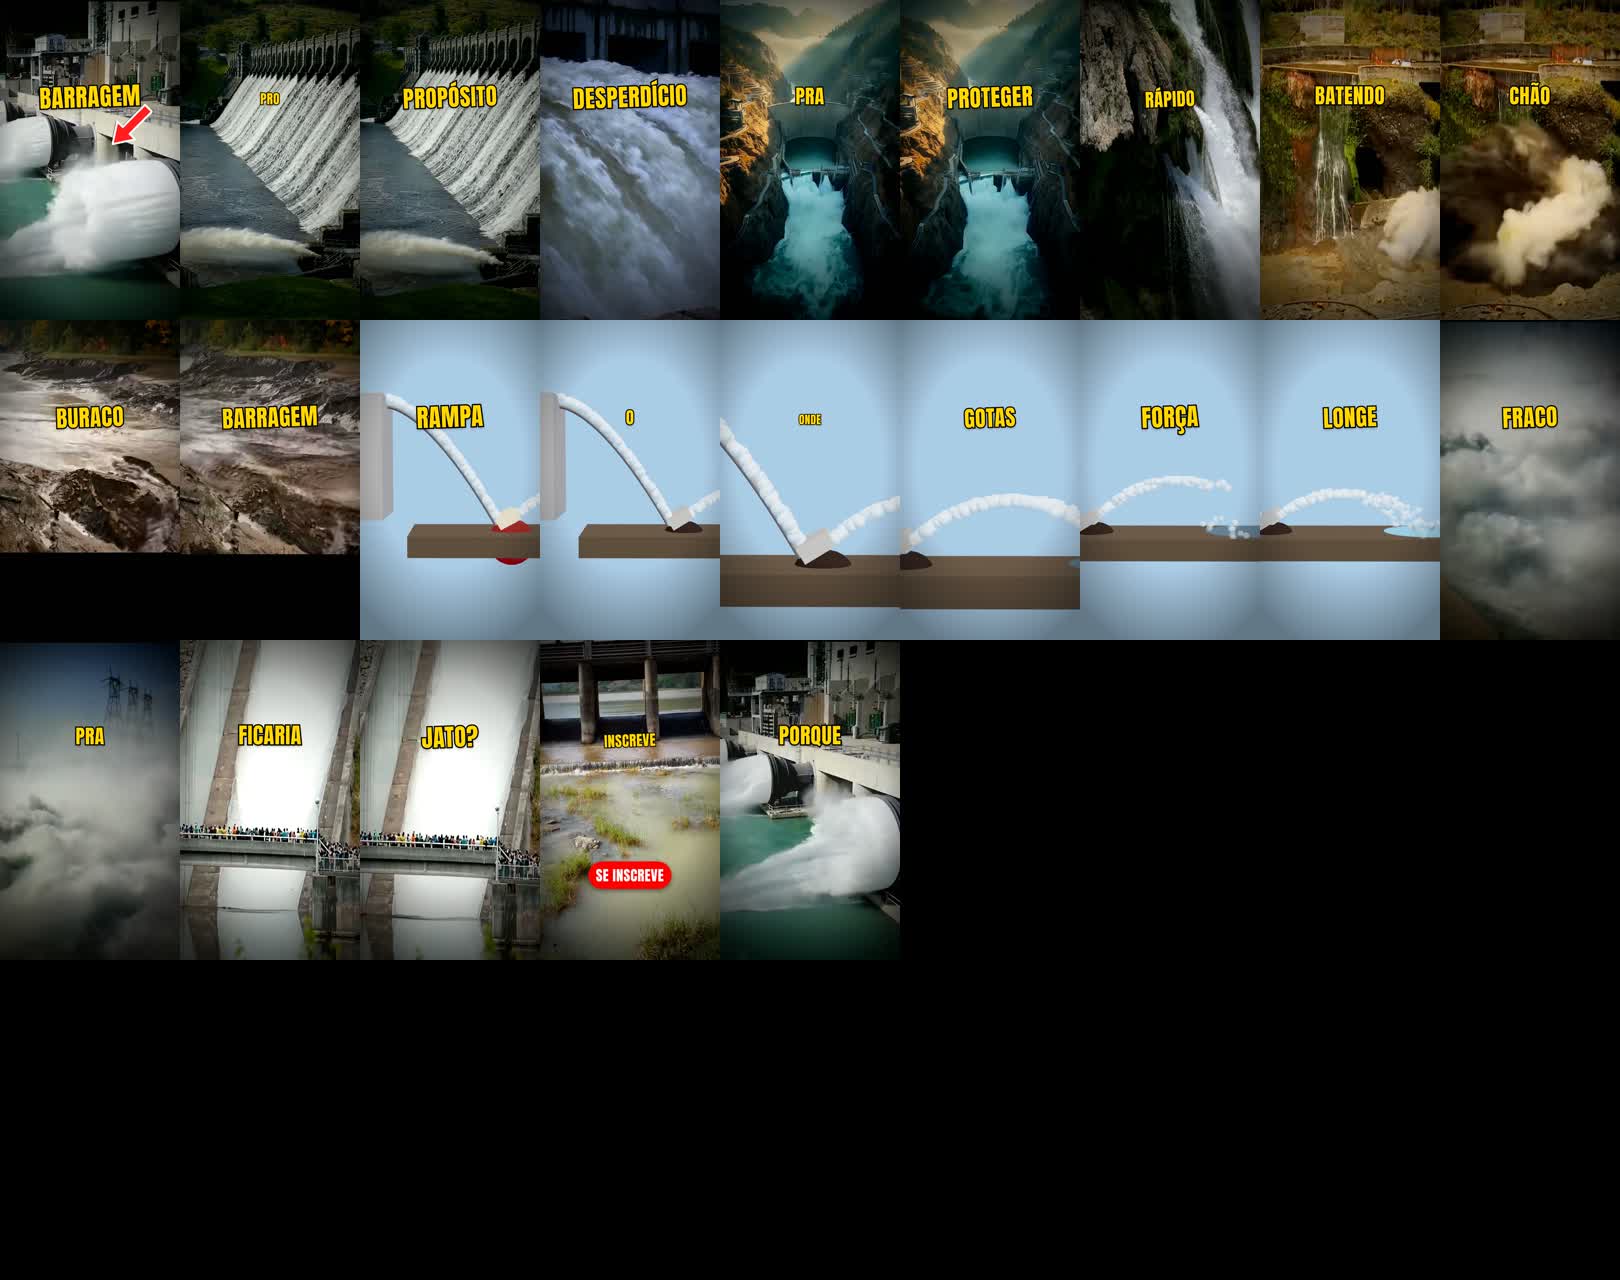 BARRAGEM
PRO
PROPÓSITO
DESPERDÍCIO
PRA
PROTEGER
RÁPIDO
BATENDO
CHÃO
BURACO
BARRAGEM
RAMPA
O
ONDE
GOTAS
FORÇA
LONGE
FRACO
PRA
FICARIA
JATO?
INSCREVE
SE INSCREVE
PORQUE